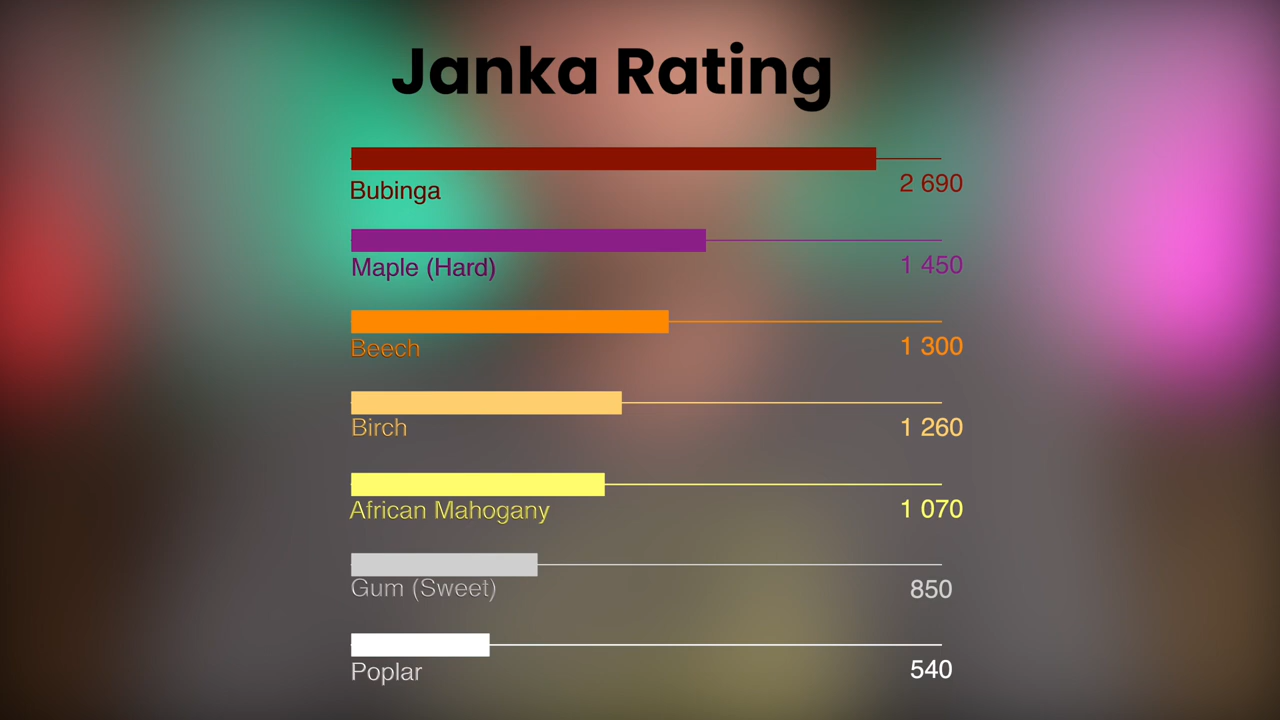 Janka Rating
Bubinga 2 690
Maple (Hard) 1 450
Beech 1 300
Birch 1 260
African Mahogany 1 070
Gum (Sweet) 850
Poplar 540